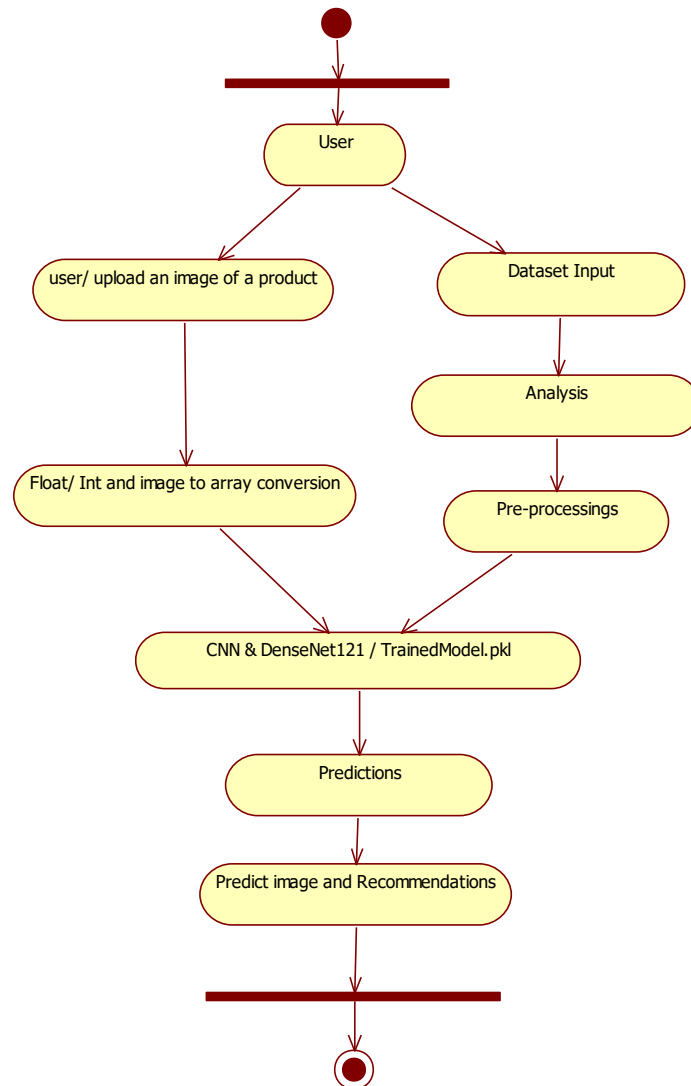 User
user/ upload an image of a product
Dataset Input
Analysis
Float/ Int and image to array conversion
Pre-processings
CNN & DenseNet121 / TrainedModel.pkl
Predictions
Predict image and Recommendations